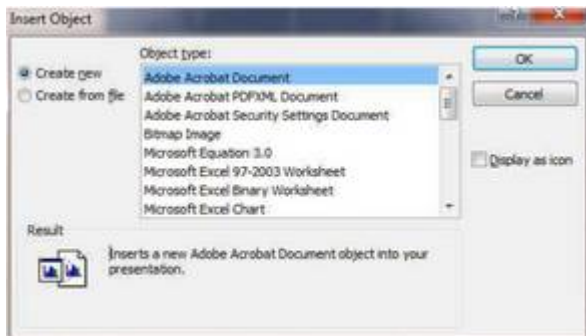 Insert Object
Object type:
Create new
Create from file
Adobe Acrobat Document
Adobe Acrobat PDFXML Document
Adobe Acrobat Security Settings Document
Bitmap Image
Microsoft Equation 3.0
Microsoft Excel 97-2003 Worksheet
Microsoft Excel Binary Worksheet
Microsoft Excel Chart
OK
Cancel
Display as icon
Result
Inserts a new Adobe Acrobat Document object into your
presentation.